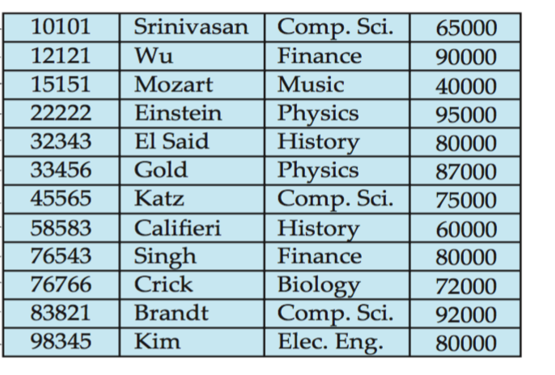 10101 Srinivasan Comp. Sci. 65000
12121 Wu Finance 90000
15151 Mozart Music 40000
22222 Einstein Physics 95000
32343 El Said History 80000
33456 Gold Physics 87000
45565 Katz Comp. Sci. 75000
58583 Califieri History 60000
76543 Singh Finance 80000
76766 Crick Biology 72000
83821 Brandt Comp. Sci. 92000
98345 Kim Elec. Eng. 80000